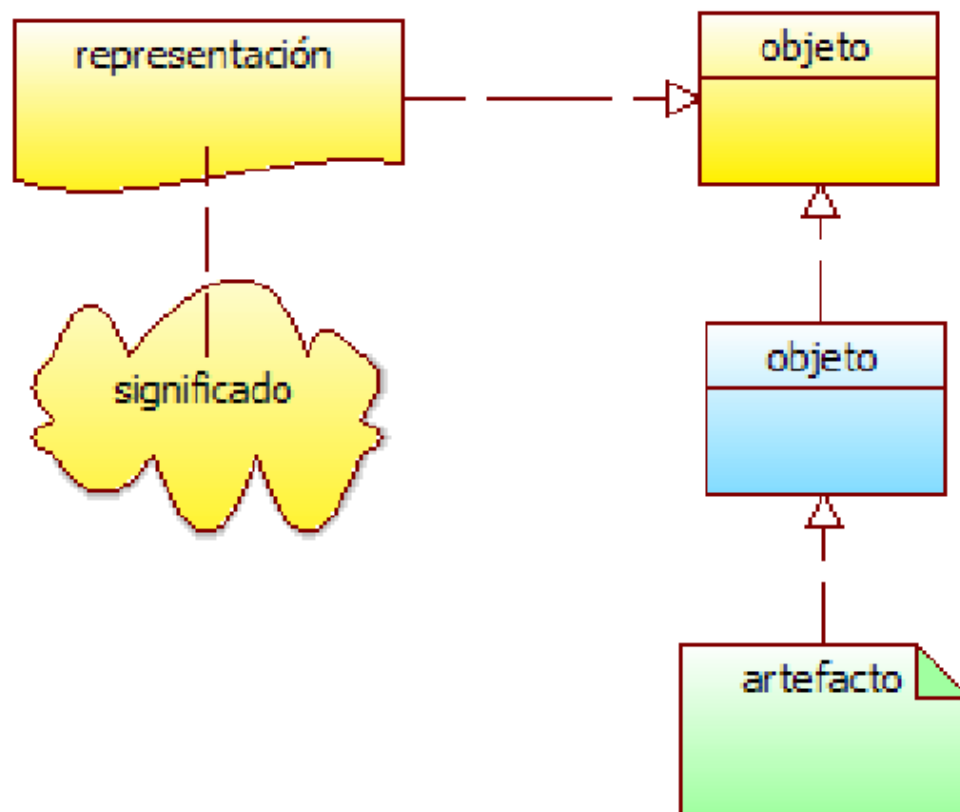 representación
objeto
significado
objeto
artefacto